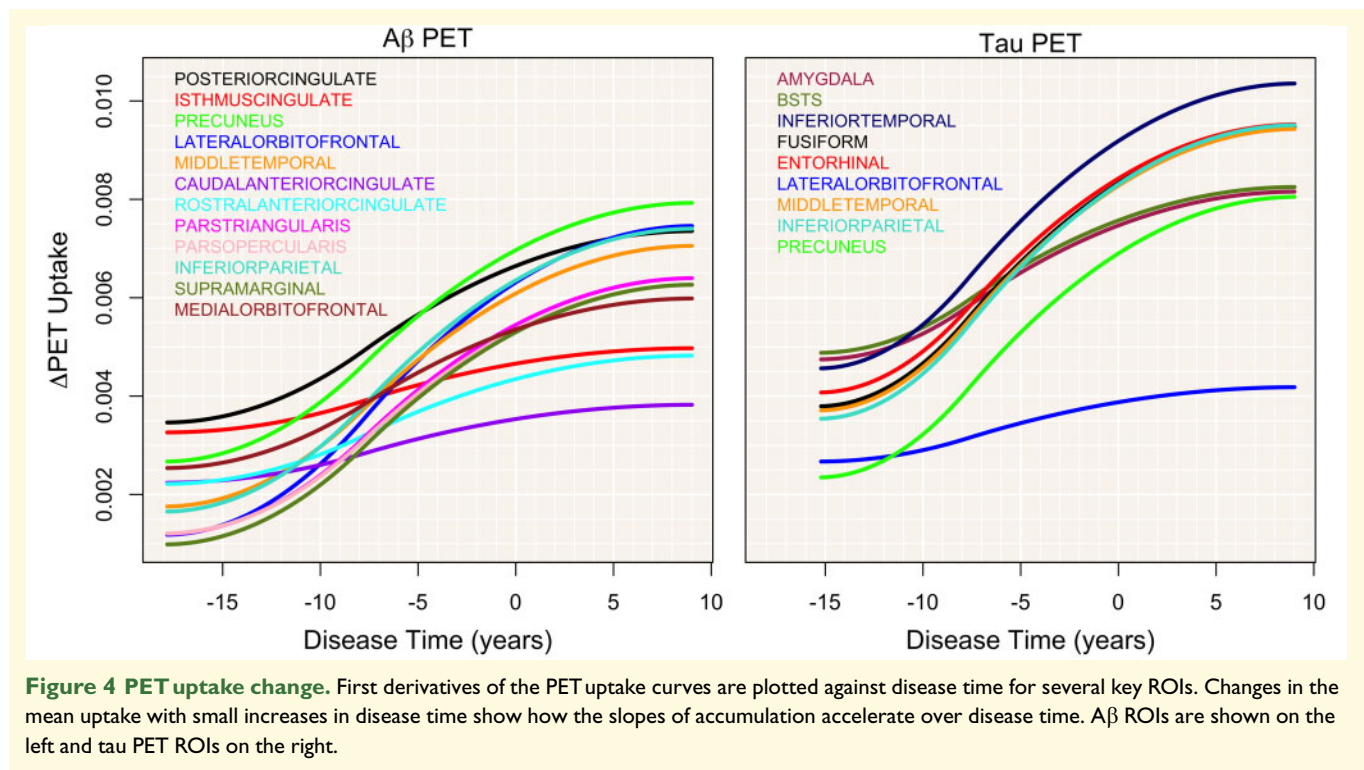 Aβ PET
Tau PET
POSTERIORCINGULATE
ISTHMUSCINGULATE
PRECUNEUS
LATERALORBITOFRONTAL
MIDDLETEMPORAL
CAUDALANTERIORCINGULATE
ROSTRALANTERIORCINGULATE
PARSTRIANGULARIS
PARSOPERCULARIS
INFERIORPARIETAL
SUPRAMARGINAL
MEDIALORBITOFRONTAL
AMYGDALA
BSTS
INFERIORTEMPORAL
FUSIFORM
ENTORHINAL
LATERALORBITOFRONTAL
MIDDLETEMPORAL
INFERIORPARIETAL
PRECUNEUS
ΔPET Uptake
0.010
0.008
0.006
0.004
0.002
-15 -10 -5 0 5 10
-15 -10 -5 0 5 10
Disease Time (years)
Disease Time (years)
Figure 4 PET uptake change. First derivatives of the PET uptake curves are plotted against disease time for several key ROIs. Changes in the
mean uptake with small increases in disease time show how the slopes of accumulation accelerate over disease time. Aβ ROIs are shown on the
left and tau PET ROIs on the right.